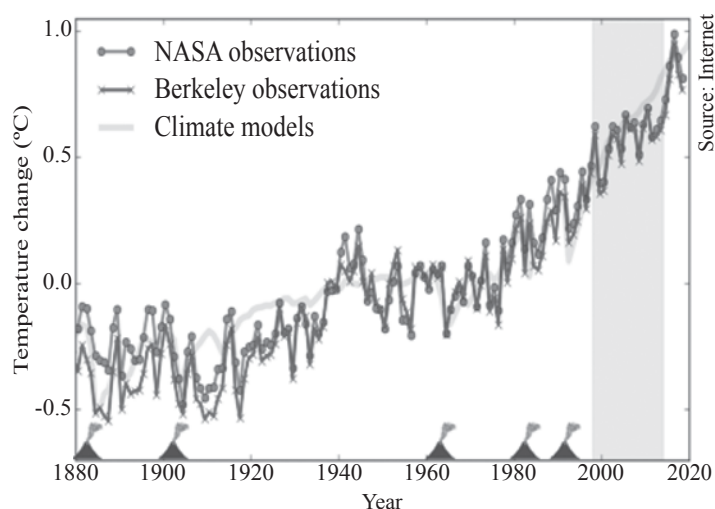 1.0
0.5
0.0
-0.5
Temperature change (ºC)
NASA observations
Berkeley observations
Climate models
Source: Internet
1880 1900 1920 1940 1960 1980 2000 2020
Year